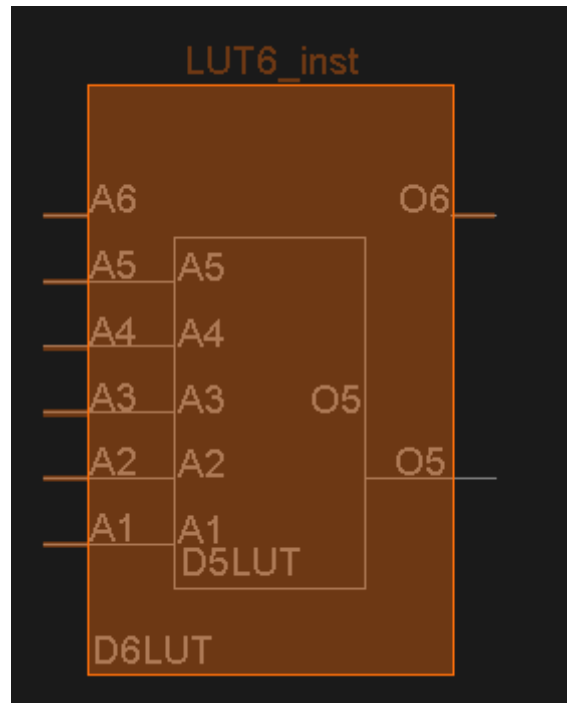 LUT6_inst
A6 O6
A5 A5
A4 A4
A3 A3 O5
A2 A2 O5
A1 A1
D5LUT
D6LUT